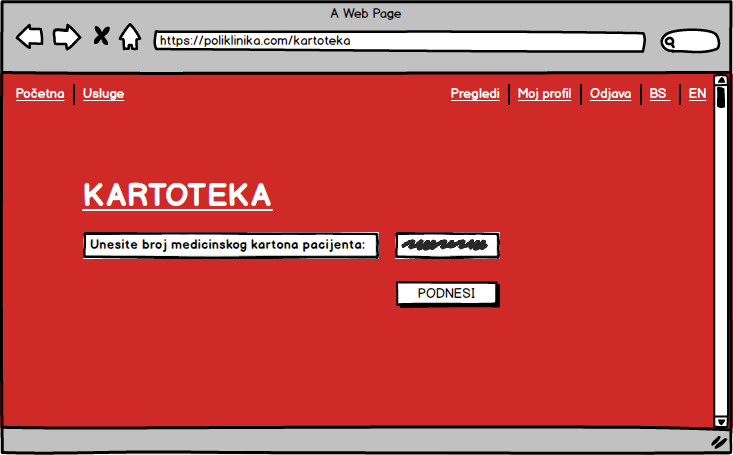 A Web Page
https://poliklinika.com/kartoteka
Početna Usluge Pregledi Moj profil Odjava BS EN
KARTOTEKA
Unesite broj medicinskog kartona pacijenta:
PODNESI